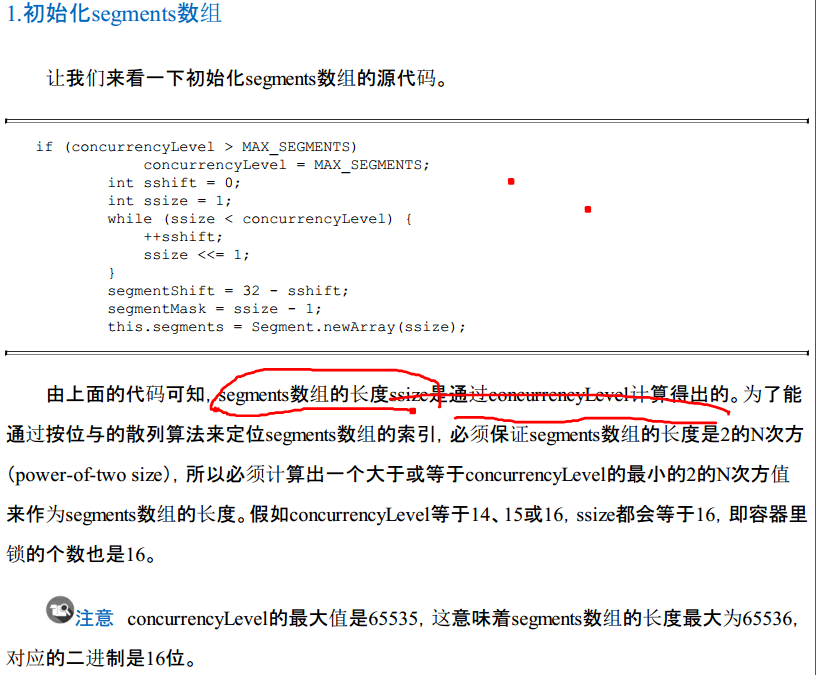 1.初始化segments数组
让我们来看一下初始化segments数组的源代码。
if (concurrencyLevel > MAX_SEGMENTS)
concurrencyLevel = MAX_SEGMENTS;
int sshift = 0;
int ssize = 1;
while (ssize < concurrencyLevel) {
++sshift;
ssize <<= 1;
}
segmentShift = 32 - sshift;
segmentMask = ssize - 1;
this.segments = Segment.newArray(ssize);
由上面的代码可知，segments数组的长度ssize是通过concurrencyLevel计算得出的。为了能
通过按位与的散列算法来定位segments数组的索引，必须保证segments数组的长度是2的N次方
（power-of-two size），所以必须计算出一个大于或等于concurrencyLevel的最小的2的N次方值
来作为segments数组的长度。假如concurrencyLevel等于14、15或16，ssize都会等于16，即容器里
锁的个数也是16。
注意 concurrencyLevel的最大值是65535，这意味着segments数组的长度最大为65536，
对应的二进制是16位。